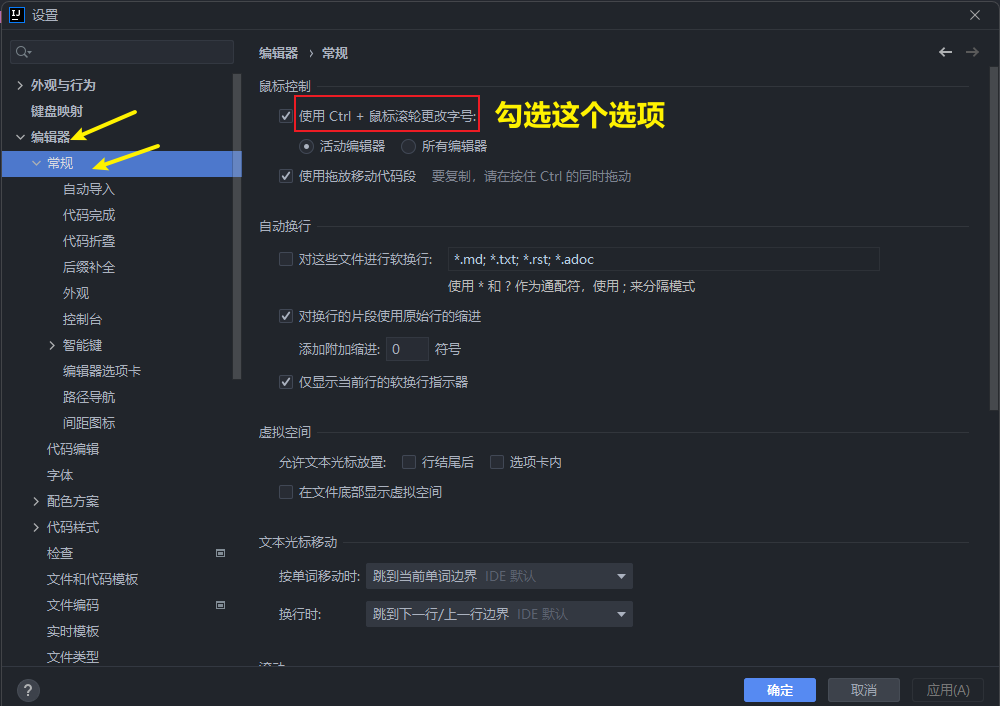 设置
外观与行为
键盘映射
编辑器
常规
自动导入
代码完成
代码折叠
后缀补全
外观
控制台
智能键
编辑器选项卡
路径导航
间距图标
代码编辑
字体
配色方案
代码样式
检查
文件和代码模板
文件编码
实时模板
文件类型
编辑器 › 常规
鼠标控制
使用 Ctrl + 鼠标滚轮更改字号:
勾选这个选项
活动编辑器 所有编辑器
使用拖放移动代码段 要复制，请在按住 Ctrl 的同时拖动
自动换行
对这些文件进行软换行: *.md; *.txt; *.rst; *.adoc
使用 * 和 ? 作为通配符，使用 ; 来分隔模式
对换行的片段使用原始行的缩进
添加附加缩进: 0 符号
仅显示当前行的软换行指示器
虚拟空间
允许文本光标放置: 行结尾后 选项卡内
在文件底部显示虚拟空间
文本光标移动
按单词移动时: 跳到当前单词边界 IDE 默认
换行时: 跳到下一行/上一行边界 IDE 默认
? 确定 取消 应用(A)